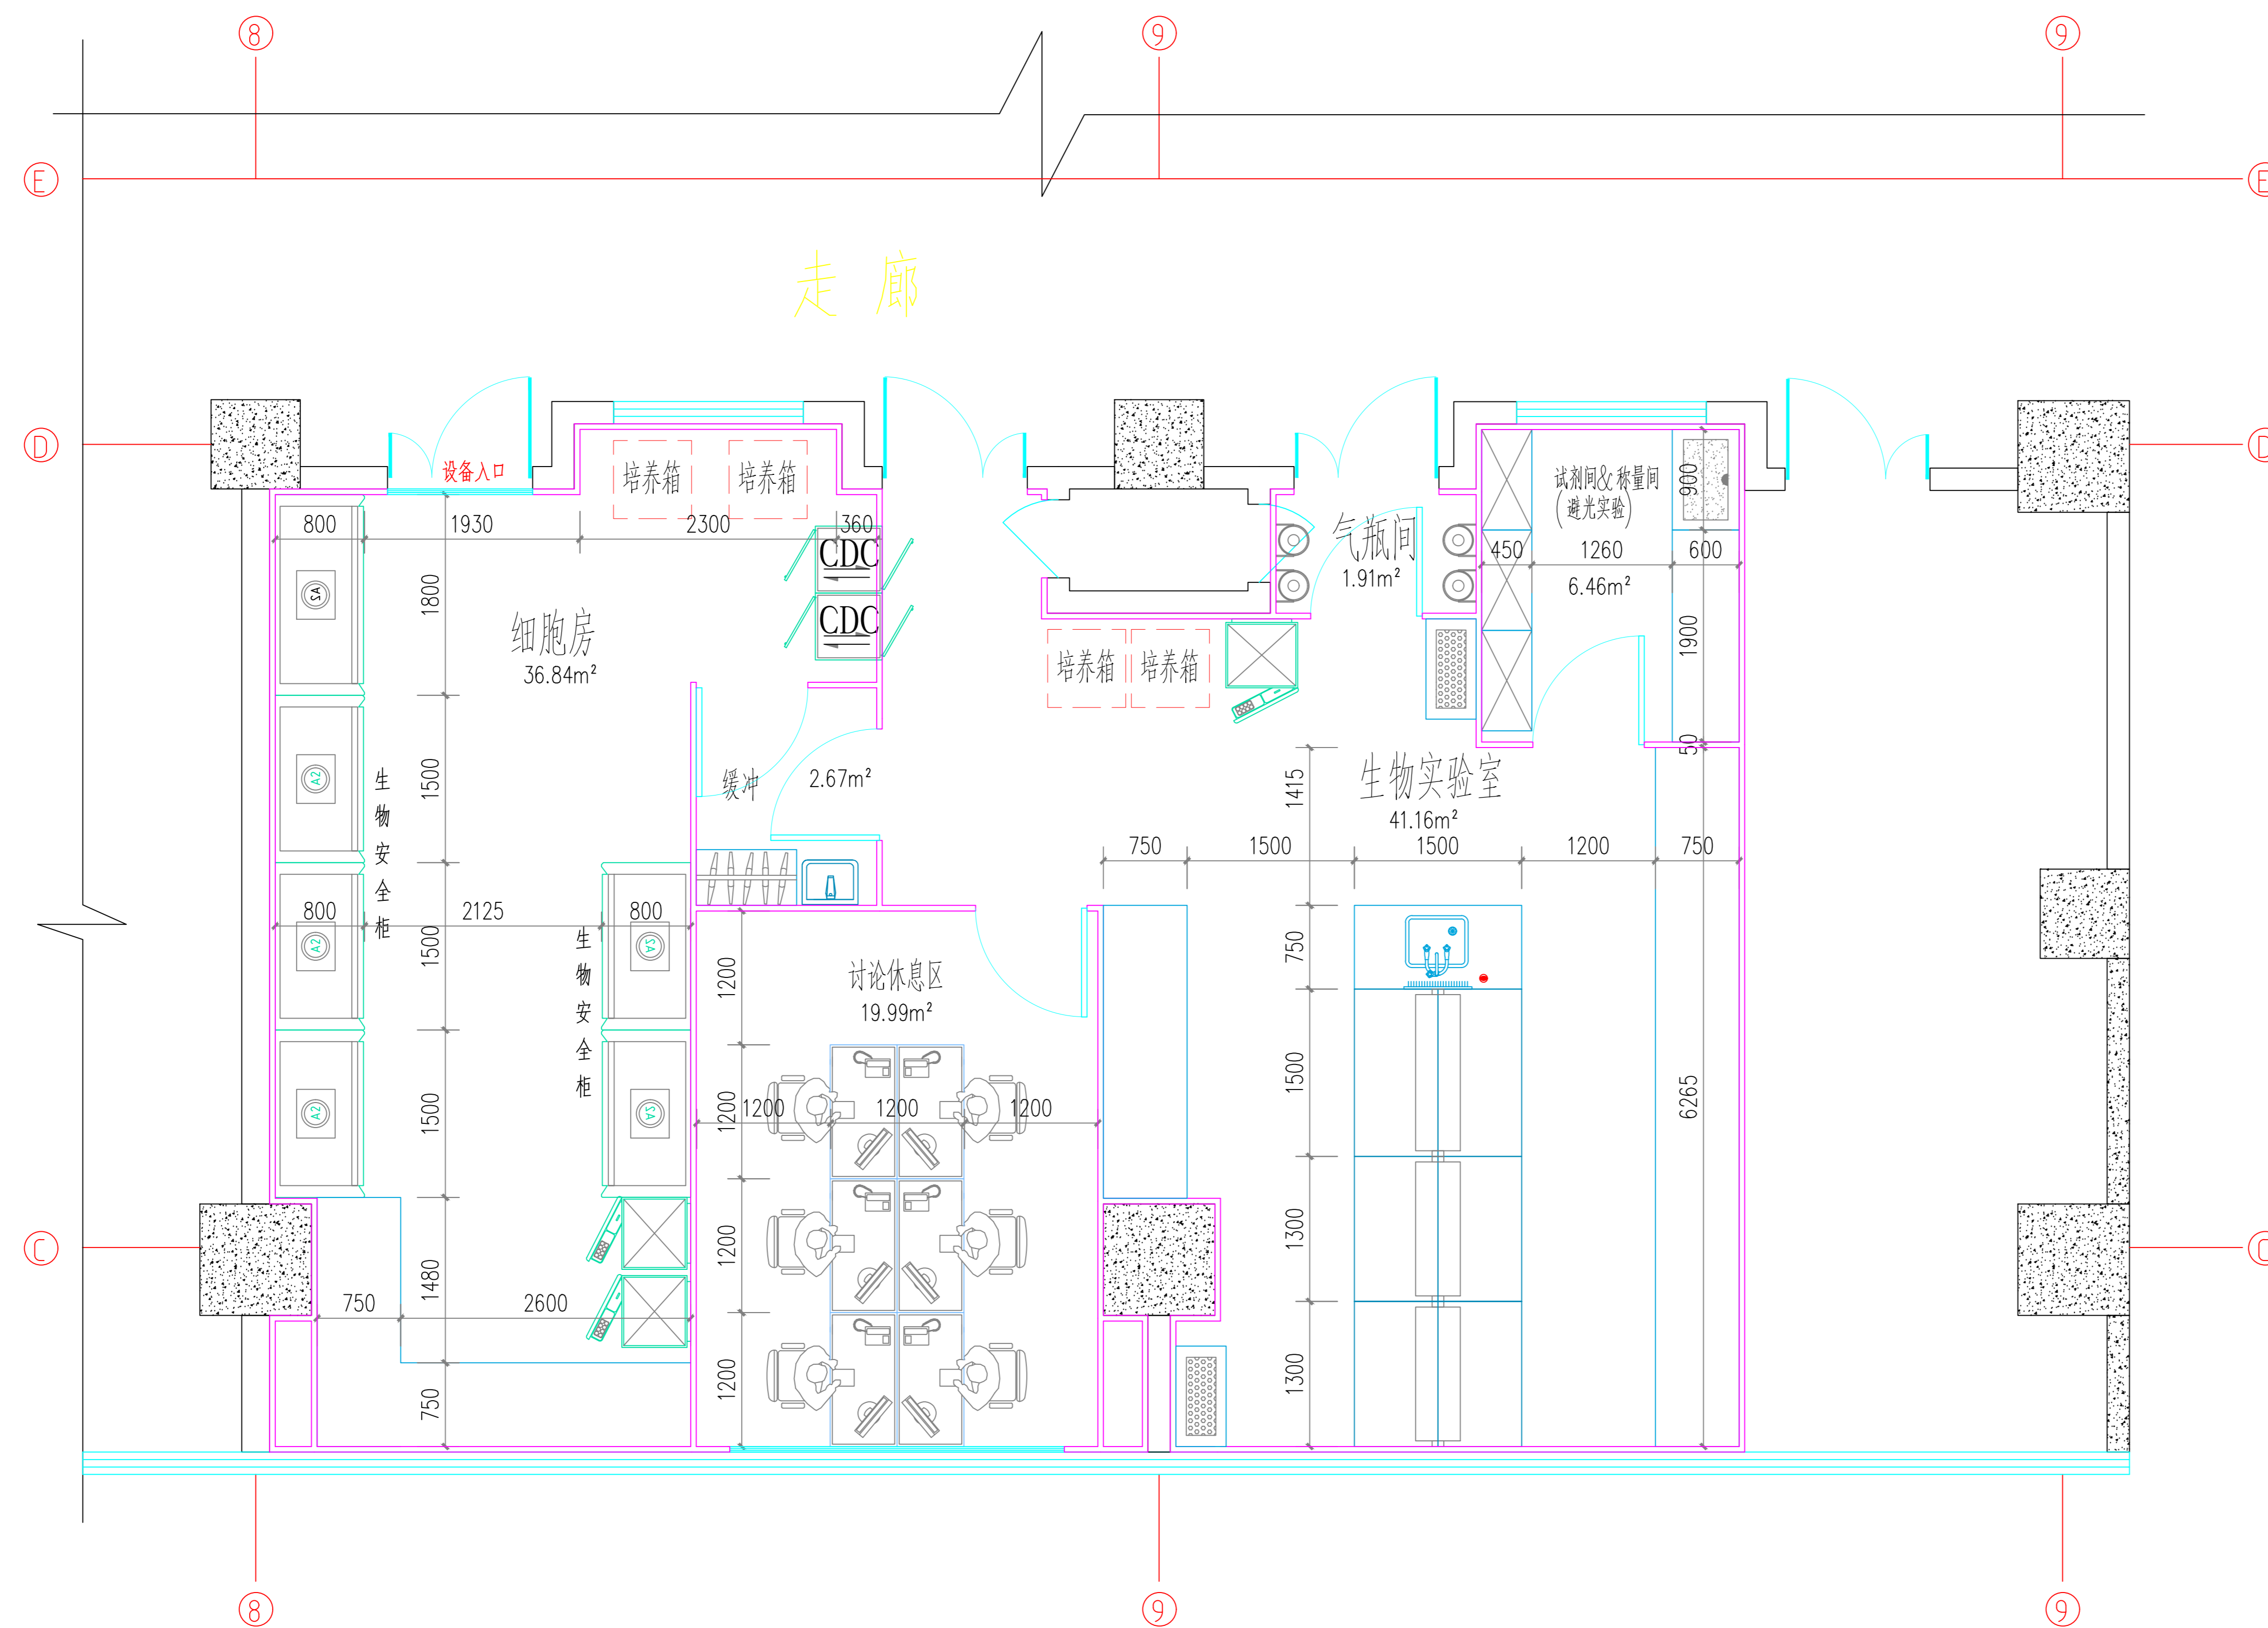 8
9
9
E
E
走 廊
D
D
设备入口
培养箱
培养箱
800
1930
2300
360
CDC
CDC
A2
1800
细胞房
36.84m²
气瓶间
1.91m²
试剂间&称量间
(避光实验)
900
450
1260
600
6.46m²
1900
培养箱
培养箱
50
A2
生物安全柜
1500
缓冲
2.67m²
1415
生物实验室
41.16m²
750
1500
1500
1200
750
800
2125
800
A2
A2
1500
生物安全柜
1200
讨论休息区
19.99m²
750
A2
A2
1500
1200
1200
1200
1200
1500
6265
C
C
1480
1200
1300
750
2600
750
1200
1300
8
9
9